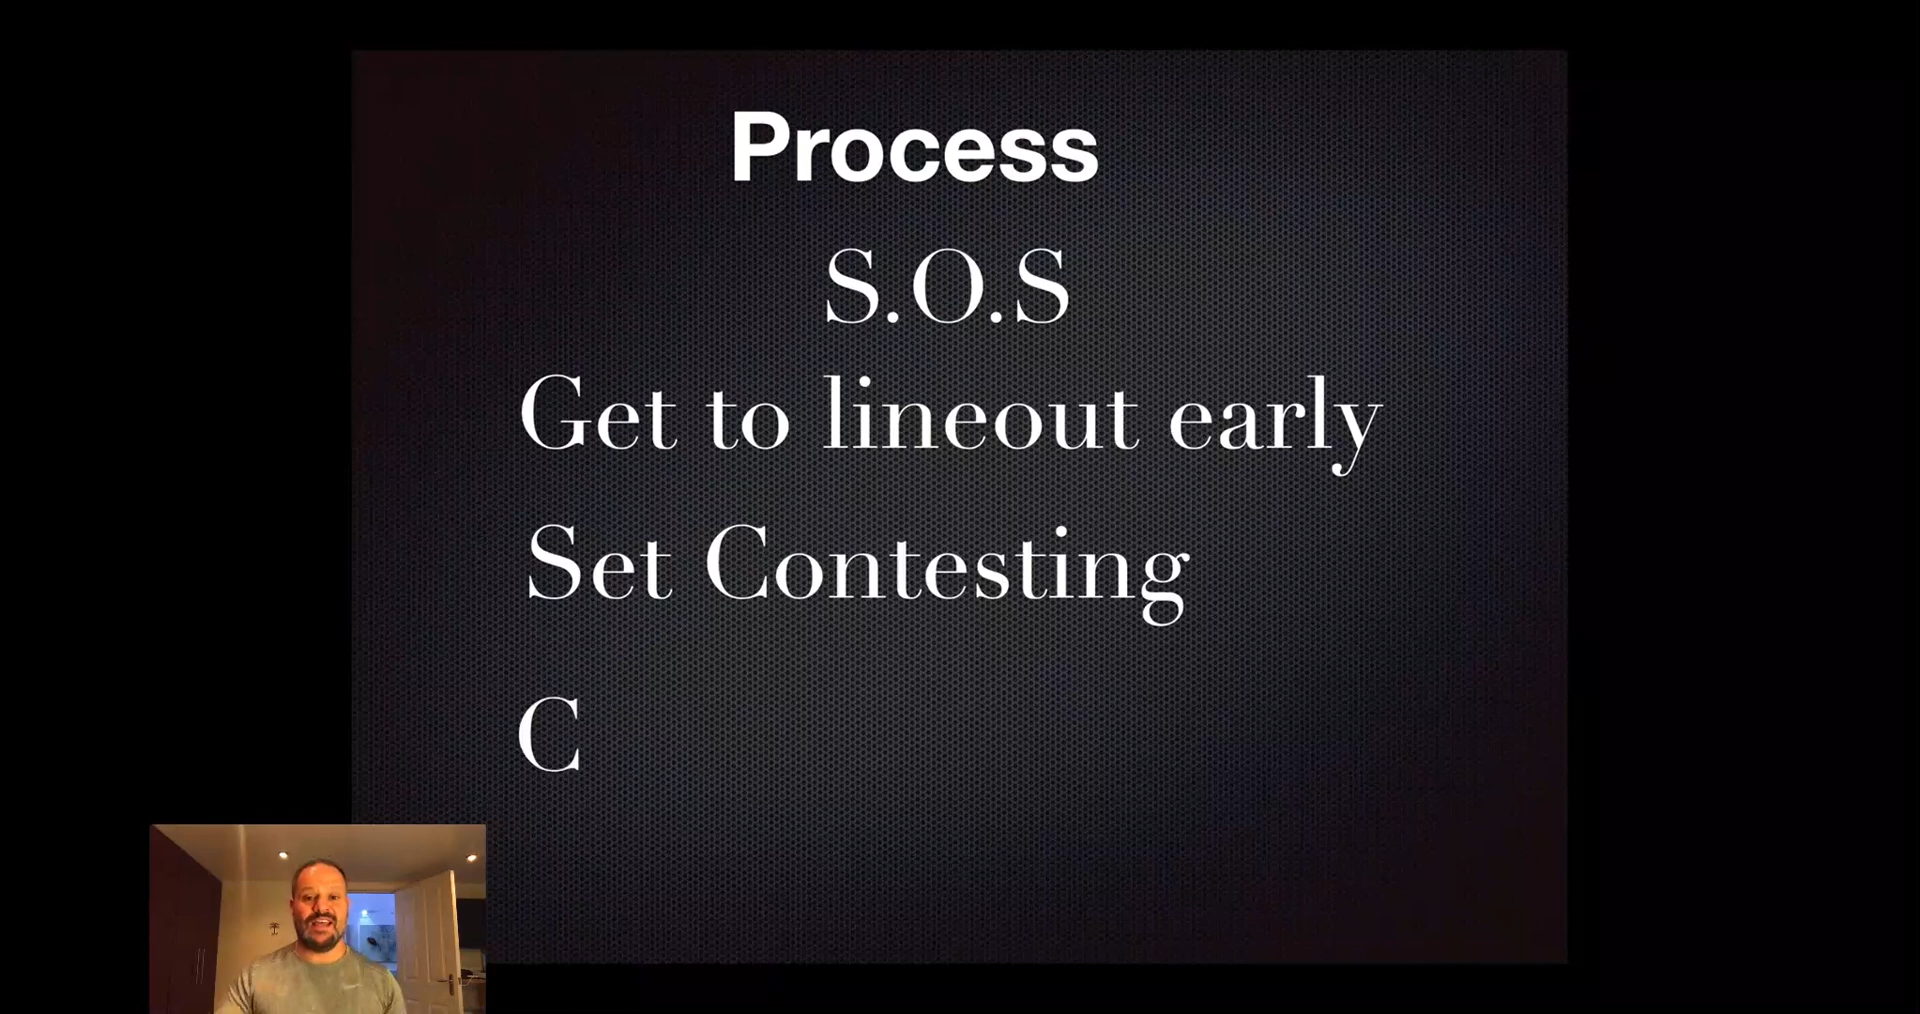 Process
S.O.S
Get to lineout early
Set Contesting
C